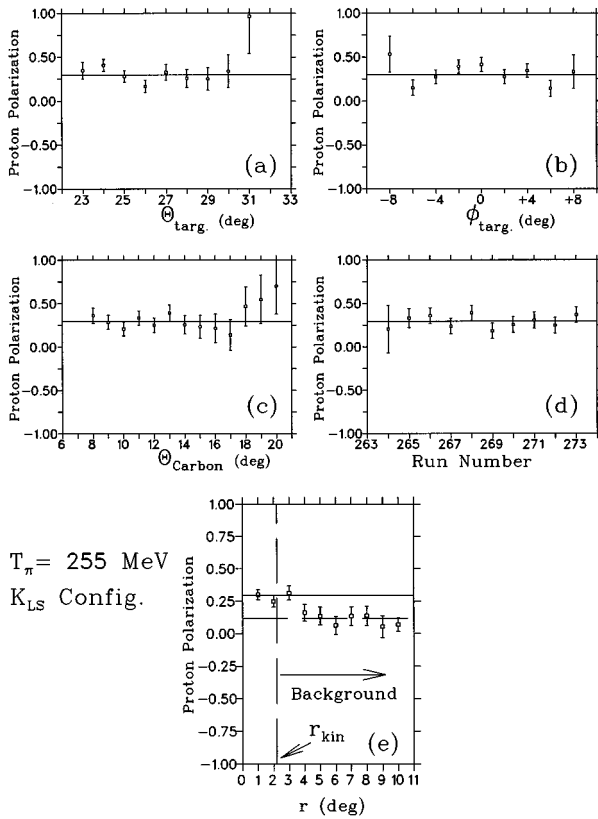 1.00
0.50
0.00
−0.50
−1.00
Proton Polarization
(a)
23 25 27 29 31 33
Θtarg. (deg)
1.00
0.50
0.00
−0.50
−1.00
Proton Polarization
(b)
−8 −4 0 +4 +8
ϕtarg. (deg)
1.00
0.50
0.00
−0.50
−1.00
Proton Polarization
(c)
6 8 10 12 14 16 18 20
ΘCarbon (deg)
1.00
0.50
0.00
−0.50
−1.00
Proton Polarization
(d)
263 265 267 269 271 273
Run Number
Tπ= 255 MeV
KLS Config.
1.00
0.75
0.50
0.25
0.00
−0.25
−0.50
−0.75
−1.00
Proton Polarization
Background
rkin
(e)
0 1 2 3 4 5 6 7 8 9 10 11
r (deg)